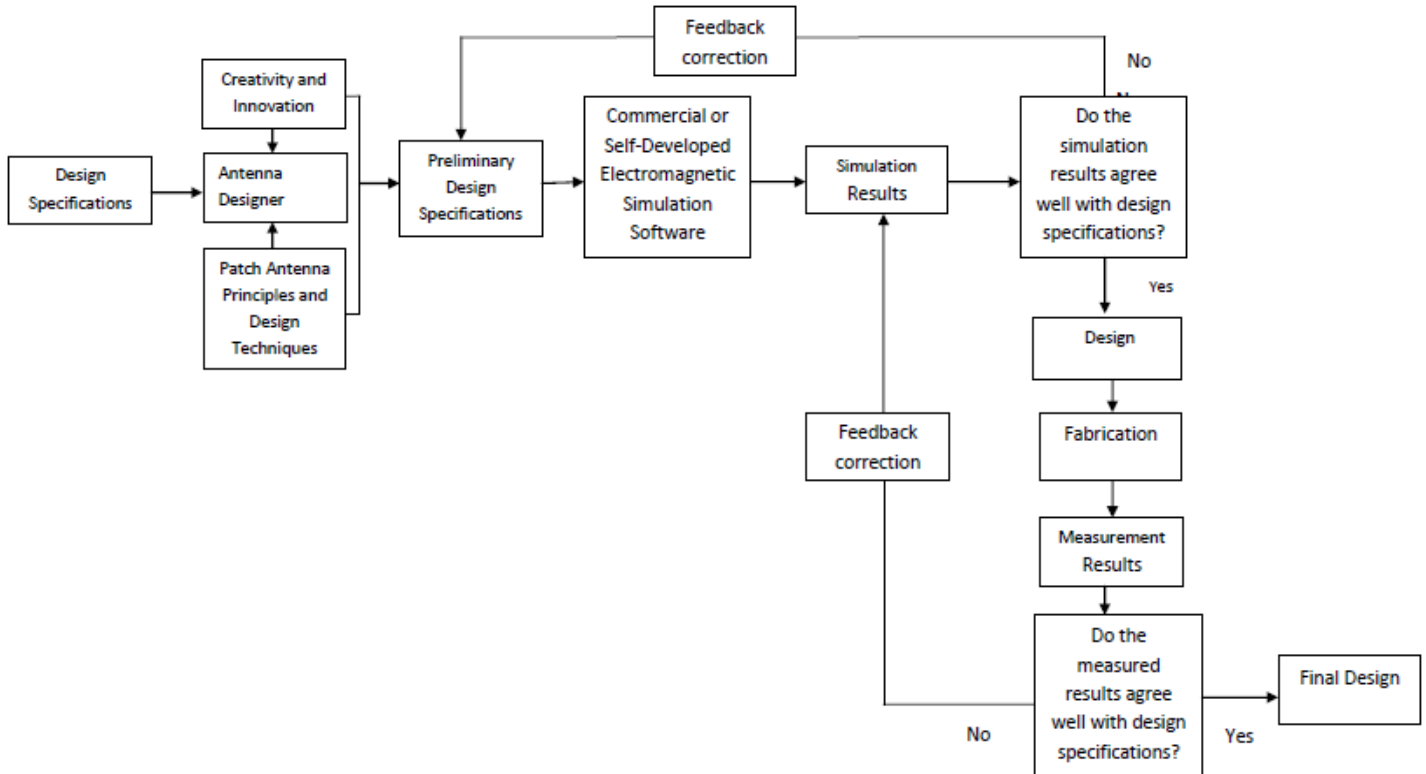 Feedback
correction
No
Creativity and
Innovation
Design
Specifications
Antenna
Designer
Patch Antenna
Principles and
Design
Techniques
Preliminary
Design
Specifications
Commercial or
Self-Developed
Electromagnetic
Simulation
Software
Simulation
Results
Do the
simulation
results agree
well with design
specifications?
Yes
Design
Fabrication
Feedback
correction
Measurement
Results
Do the
measured
results agree
well with design
specifications?
No
Yes
Final Design